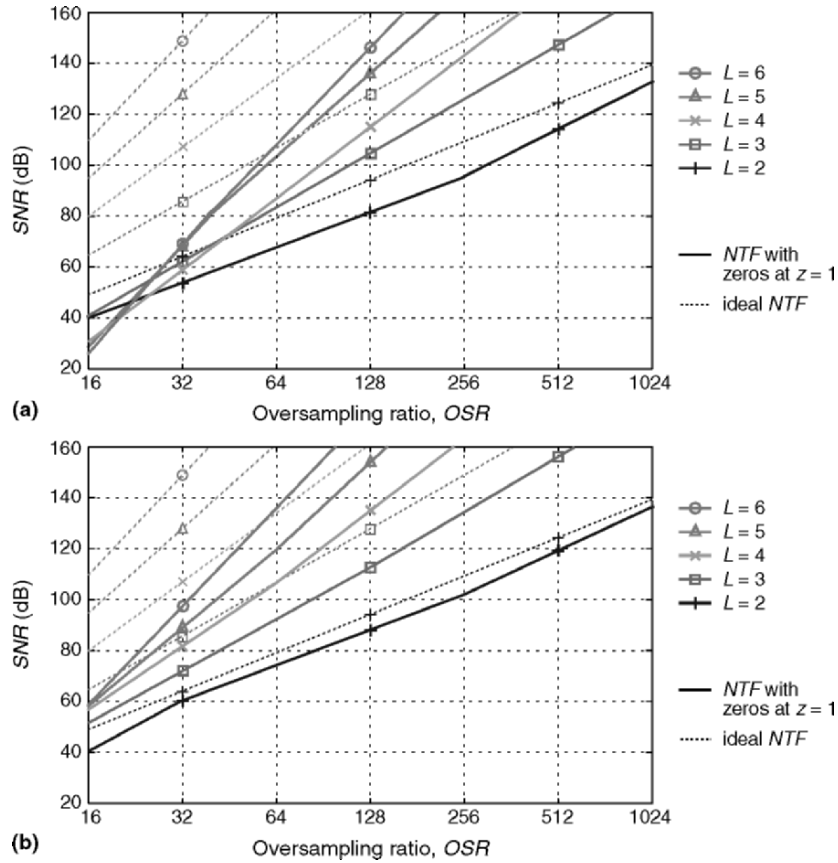 160
140
120
100
80
60
40
20
SNR (dB)
16 32 64 128 256 512 1024
Oversampling ratio, OSR
(a)
L = 6
L = 5
L = 4
L = 3
L = 2
NTF with
zeros at z = 1
ideal NTF
160
140
120
100
80
60
40
20
SNR (dB)
16 32 64 128 256 512 1024
Oversampling ratio, OSR
(b)
L = 6
L = 5
L = 4
L = 3
L = 2
NTF with
zeros at z = 1
ideal NTF